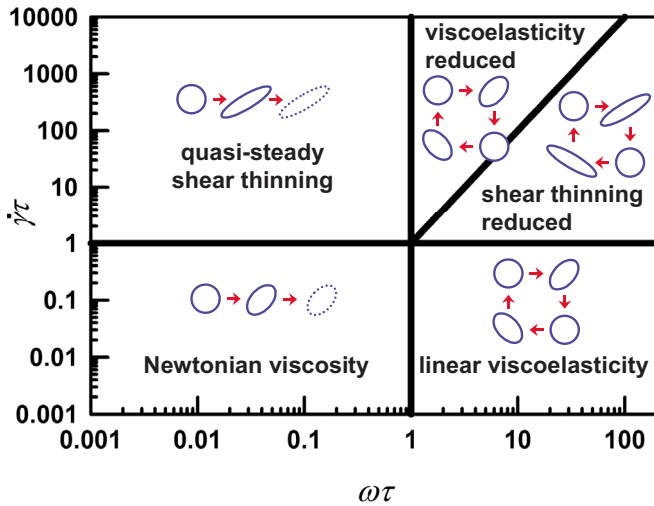 10000
1000
100
10
1
0.1
0.01
0.001
γ̇τ
viscoelasticity
reduced
quasi-steady
shear thinning
shear thinning
reduced
Newtonian viscosity
linear viscoelasticity
0.001
0.01
0.1
1
10
100
ωτ